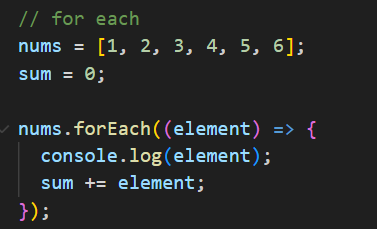 // for each
nums = [1, 2, 3, 4, 5, 6];
sum = 0;

nums.forEach((element) => {
  console.log(element);
  sum += element;
});